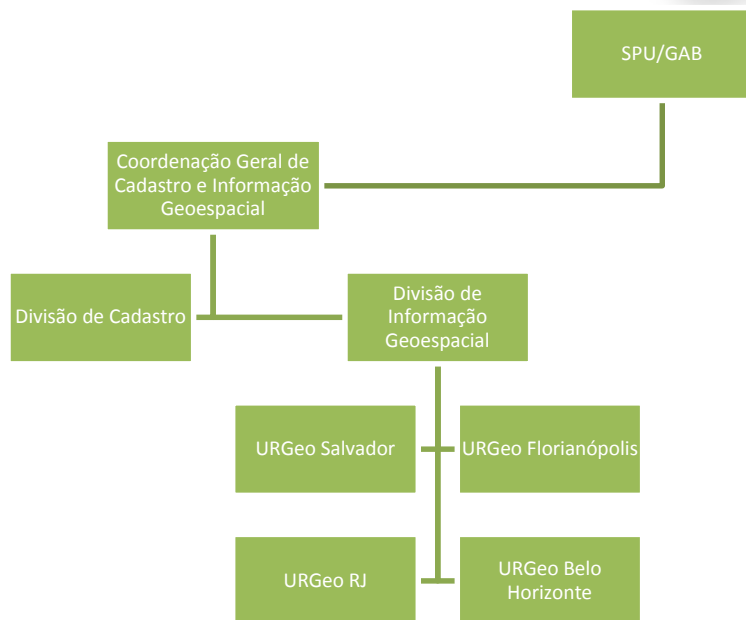 SPU/GAB
Coordenação Geral de
Cadastro e Informação
Geoespacial
Divisão de Cadastro
Divisão de
Informação
Geoespacial
URGeo Salvador
URGeo Florianópolis
URGeo RJ
URGeo Belo
Horizonte